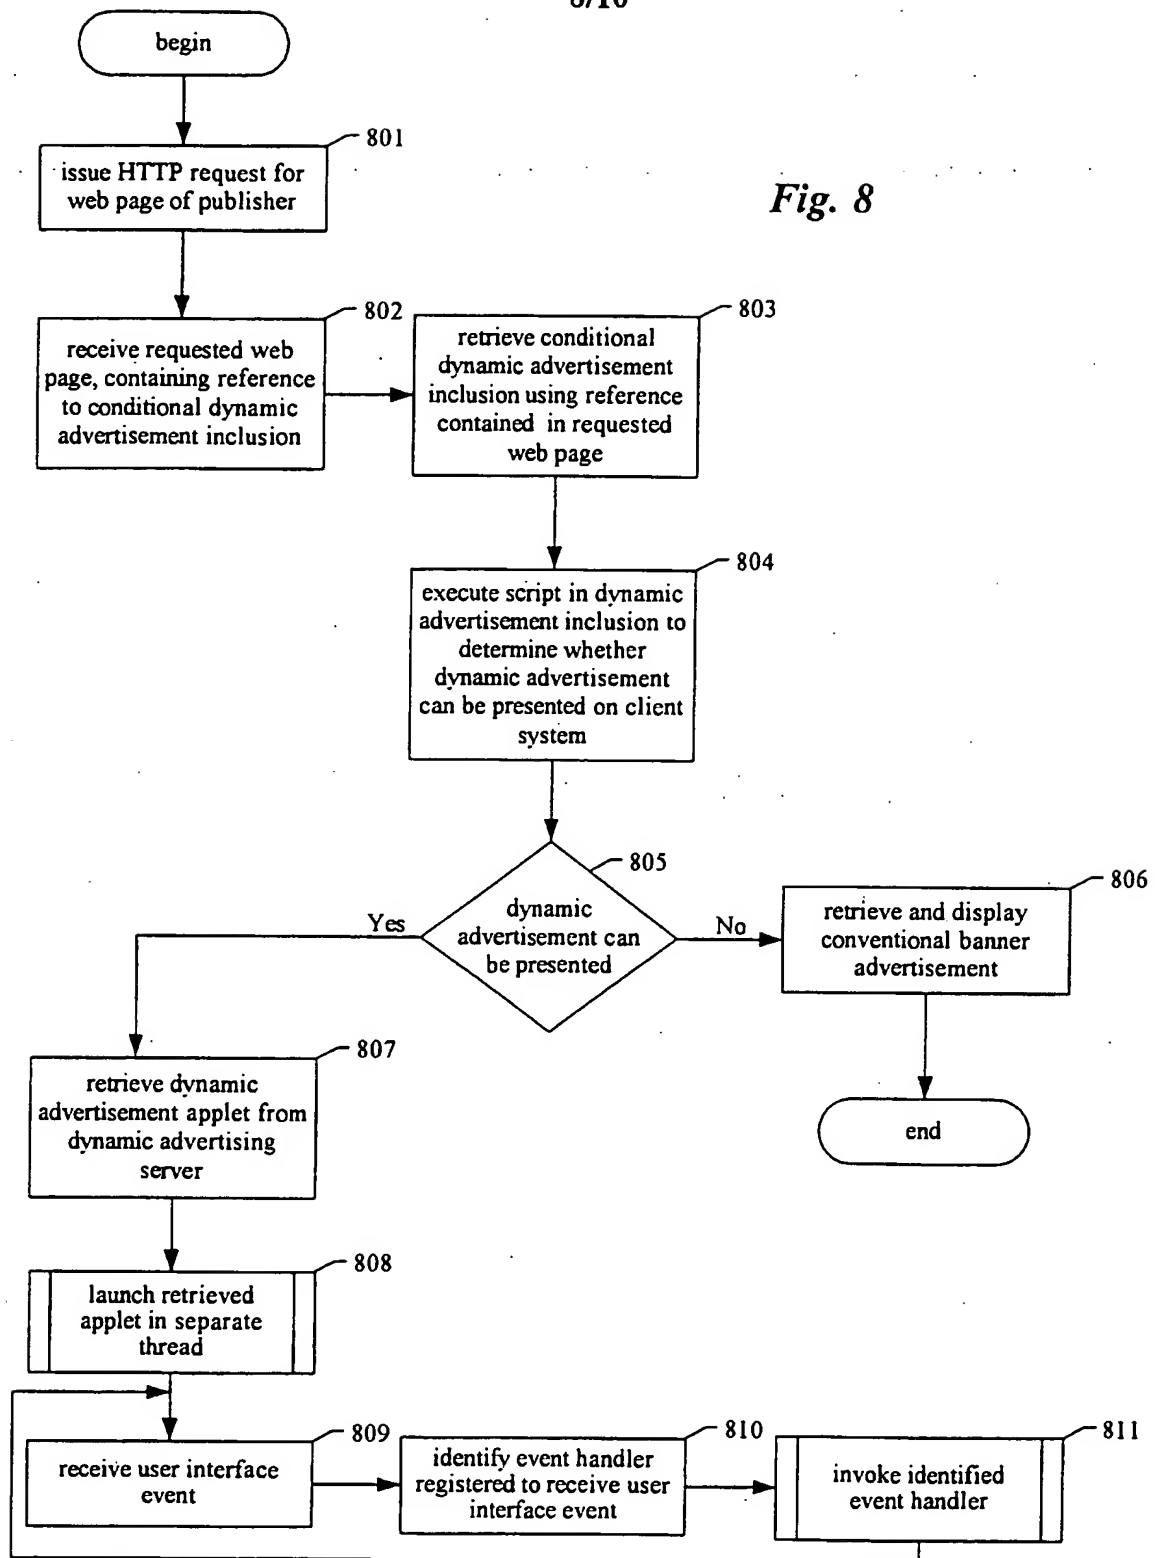 8/10
begin
801
issue HTTP request for
web page of publisher
Fig. 8
802
receive requested web
page, containing reference
to conditional dynamic
advertisement inclusion
803
retrieve conditional
dynamic advertisement
inclusion using reference
contained in requested
web page
804
execute script in dynamic
advertisement inclusion to
determine whether
dynamic advertisement
can be presented on client
system
805
dynamic
advertisement can
be presented
Yes
No
806
retrieve and display
conventional banner
advertisement
end
807
retrieve dynamic
advertisement applet from
dynamic advertising
server
808
launch retrieved
applet in separate
thread
809
receive user interface
event
810
identify event handler
registered to receive user
interface event
811
invoke identified
event handler